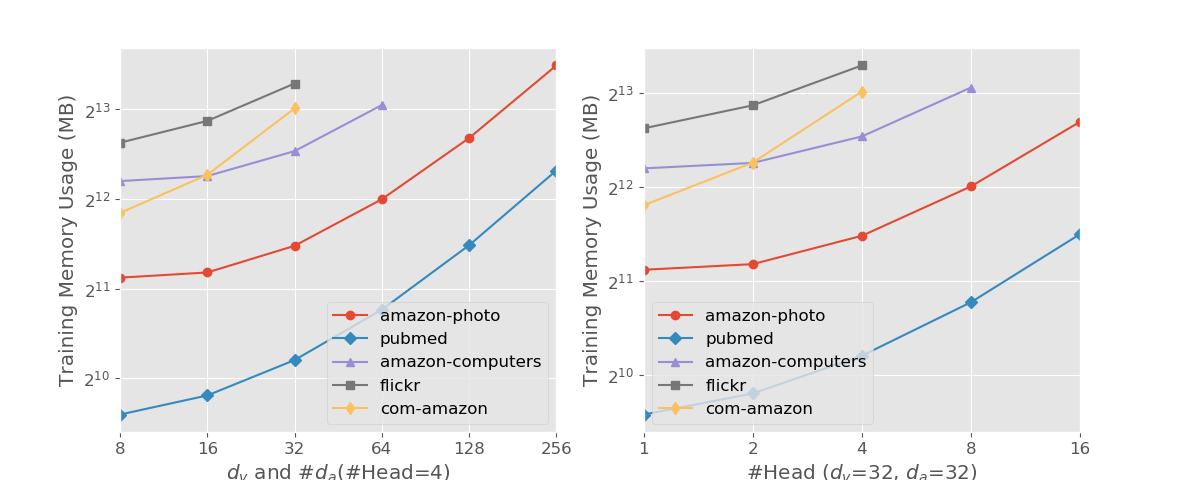 Training Memory Usage (MB)
2^13
2^12
2^11
2^10
amazon-photo
pubmed
amazon-computers
flickr
com-amazon
8 16 32 64 128 256
d_v and #d_a(#Head=4)
Training Memory Usage (MB)
2^13
2^12
2^11
2^10
amazon-photo
pubmed
amazon-computers
flickr
com-amazon
1 2 4 8 16
#Head (d_v=32, d_a=32)